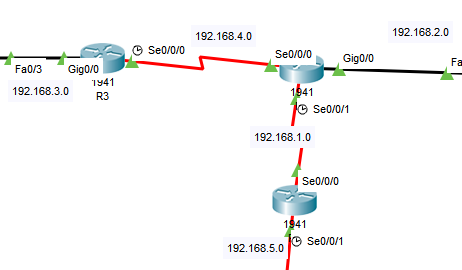 192.168.4.0
192.168.2.0
Se0/0/0
Se0/0/0
Gig0/0
Fa0/3
Gig0/0
Fa
192.168.3.0
1941
R3
1941
Se0/0/1
192.168.1.0
Se0/0/0
1941
Se0/0/1
192.168.5.0